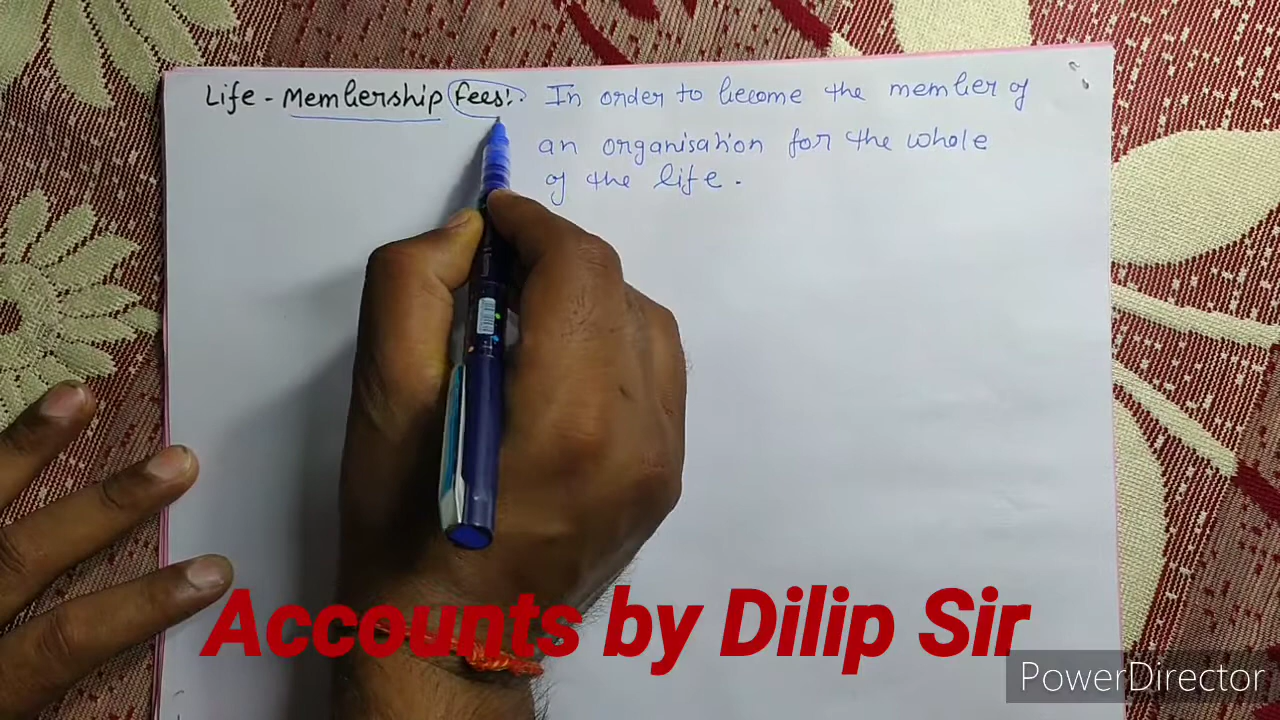 Life - Membership Fees:- In order to become the member of
an organisation for the whole
of the life.
Accounts by Dilip Sir
PowerDirector